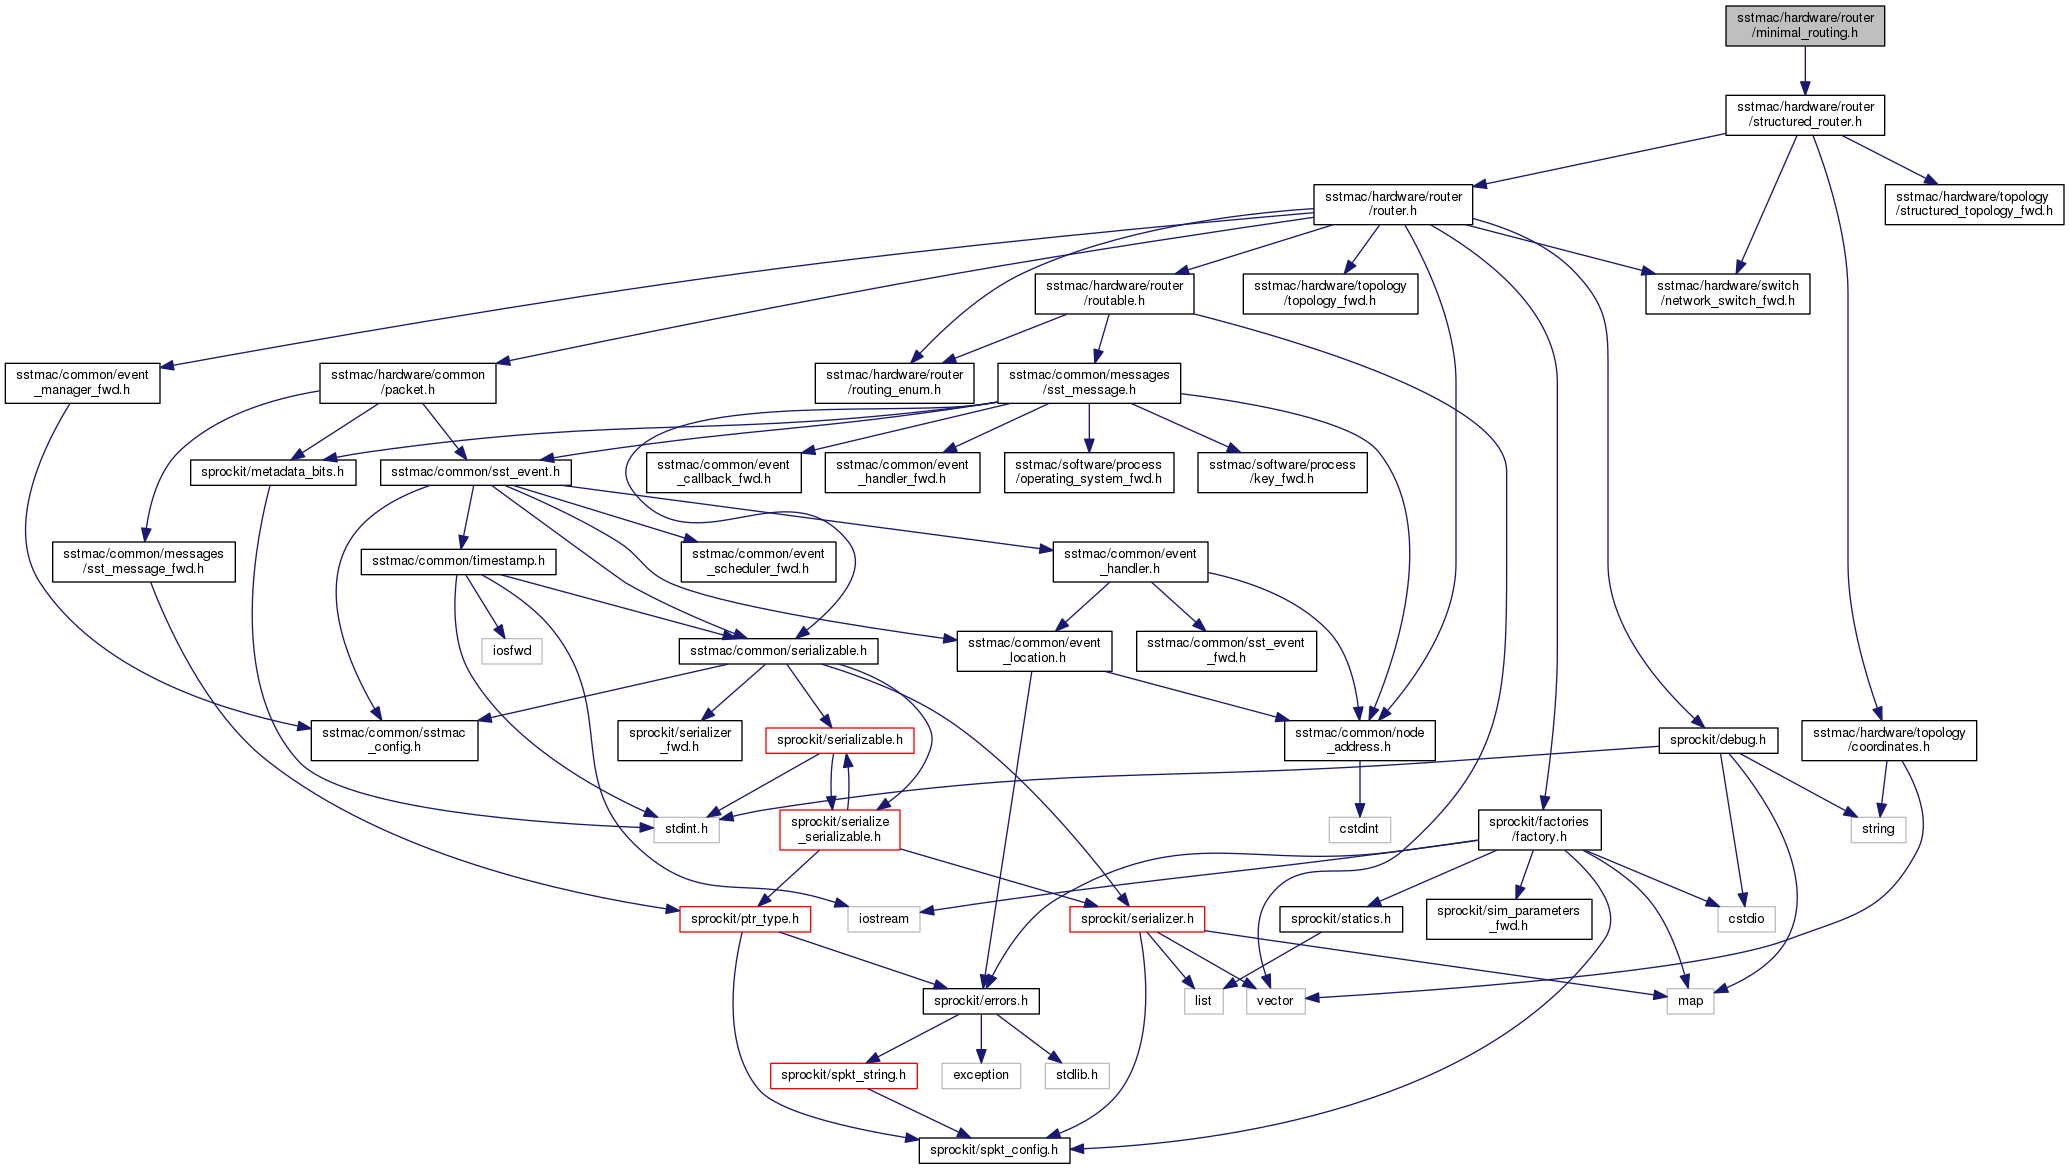 sstmac/hardware/router
/minimal_routing.h
sstmac/hardware/router
/structured_router.h
sstmac/hardware/router
/router.h
sstmac/hardware/topology
/structured_topology_fwd.h
sstmac/hardware/router
/routable.h
sstmac/hardware/topology
/topology_fwd.h
sstmac/hardware/switch
/network_switch_fwd.h
sstmac/common/event
_manager_fwd.h
sstmac/hardware/common
/packet.h
sstmac/hardware/router
/routing_enum.h
sstmac/common/messages
/sst_message.h
sprockit/metadata_bits.h
sstmac/common/sst_event.h
sstmac/common/event
_callback_fwd.h
sstmac/common/event
_handler_fwd.h
sstmac/software/process
/operating_system_fwd.h
sstmac/software/process
/key_fwd.h
sstmac/common/messages
/sst_message_fwd.h
sstmac/common/timestamp.h
sstmac/common/event
_scheduler_fwd.h
sstmac/common/event
_handler.h
iosfwd
sstmac/common/serializable.h
sstmac/common/event
_location.h
sstmac/common/sst_event
_fwd.h
sstmac/common/sstmac
_config.h
sprockit/serializer
_fwd.h
sprockit/serializable.h
sstmac/common/node
_address.h
sprockit/debug.h
sstmac/hardware/topology
/coordinates.h
stdint.h
sprockit/serialize
_serializable.h
cstdint
sprockit/factories
/factory.h
string
sprockit/ptr_type.h
iostream
sprockit/serializer.h
sprockit/statics.h
sprockit/sim_parameters
_fwd.h
cstdio
sprockit/errors.h
list
vector
map
sprockit/spkt_string.h
exception
stdlib.h
sprockit/spkt_config.h